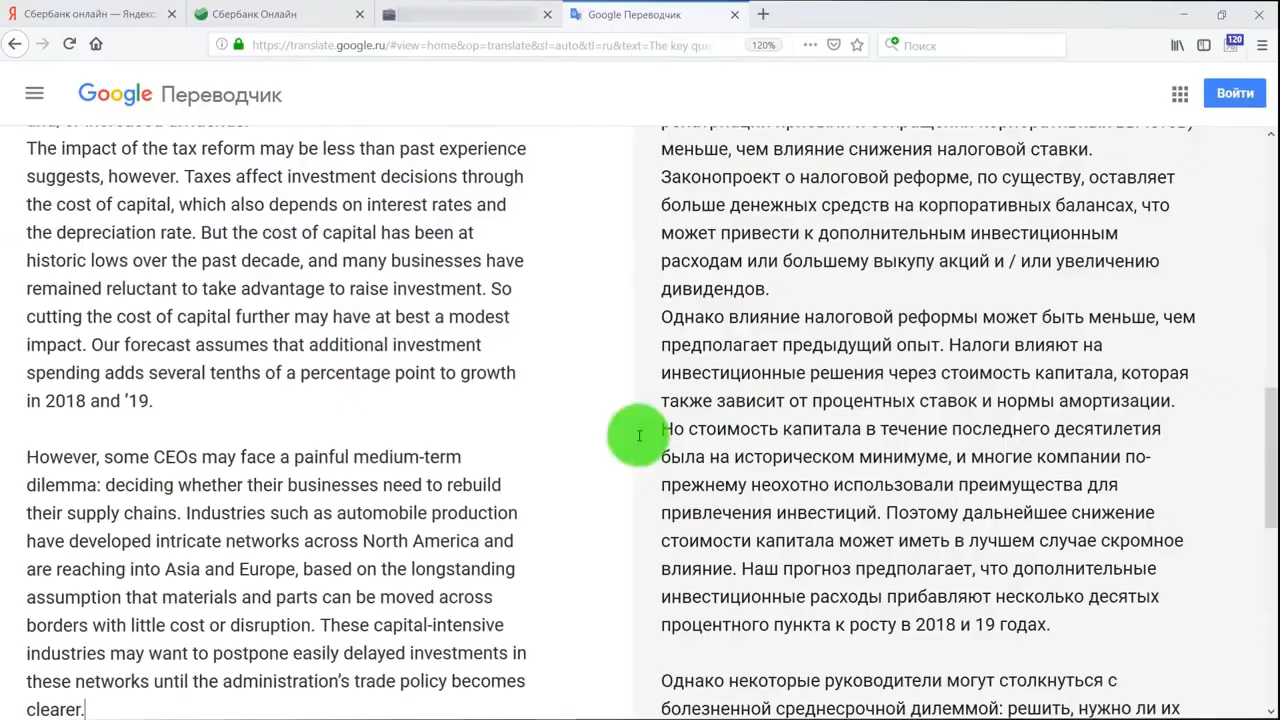 Сбербанк онлайн — Яндекс
Сбербанк Онлайн
Google Переводчик
https://translate.google.ru/#view=home&op=translate&sl=auto&tl=ru&text=The key que
120%
Поиск
120
Google Переводчик
Войти
The impact of the tax reform may be less than past experience
suggests, however. Taxes affect investment decisions through
the cost of capital, which also depends on interest rates and
the depreciation rate. But the cost of capital has been at
historic lows over the past decade, and many businesses have
remained reluctant to take advantage to raise investment. So
cutting the cost of capital further may have at best a modest
impact. Our forecast assumes that additional investment
spending adds several tenths of a percentage point to growth
in 2018 and ’19.
However, some CEOs may face a painful medium-term
dilemma: deciding whether their businesses need to rebuild
their supply chains. Industries such as automobile production
have developed intricate networks across North America and
are reaching into Asia and Europe, based on the longstanding
assumption that materials and parts can be moved across
borders with little cost or disruption. These capital-intensive
industries may want to postpone easily delayed investments in
these networks until the administration’s trade policy becomes
clearer.
меньше, чем влияние снижения налоговой ставки.
Законопроект о налоговой реформе, по существу, оставляет
больше денежных средств на корпоративных балансах, что
может привести к дополнительным инвестиционным
расходам или большему выкупу акций и / или увеличению
дивидендов.
Однако влияние налоговой реформы может быть меньше, чем
предполагает предыдущий опыт. Налоги влияют на
инвестиционные решения через стоимость капитала, которая
также зависит от процентных ставок и нормы амортизации.
Но стоимость капитала в течение последнего десятилетия
была на историческом минимуме, и многие компании по-
прежнему неохотно использовали преимущества для
привлечения инвестиций. Поэтому дальнейшее снижение
стоимости капитала может иметь в лучшем случае скромное
влияние. Наш прогноз предполагает, что дополнительные
инвестиционные расходы прибавляют несколько десятых
процентного пункта к росту в 2018 и 19 годах.
Однако некоторые руководители могут столкнуться с
болезненной среднесрочной дилеммой: решить, нужно ли их